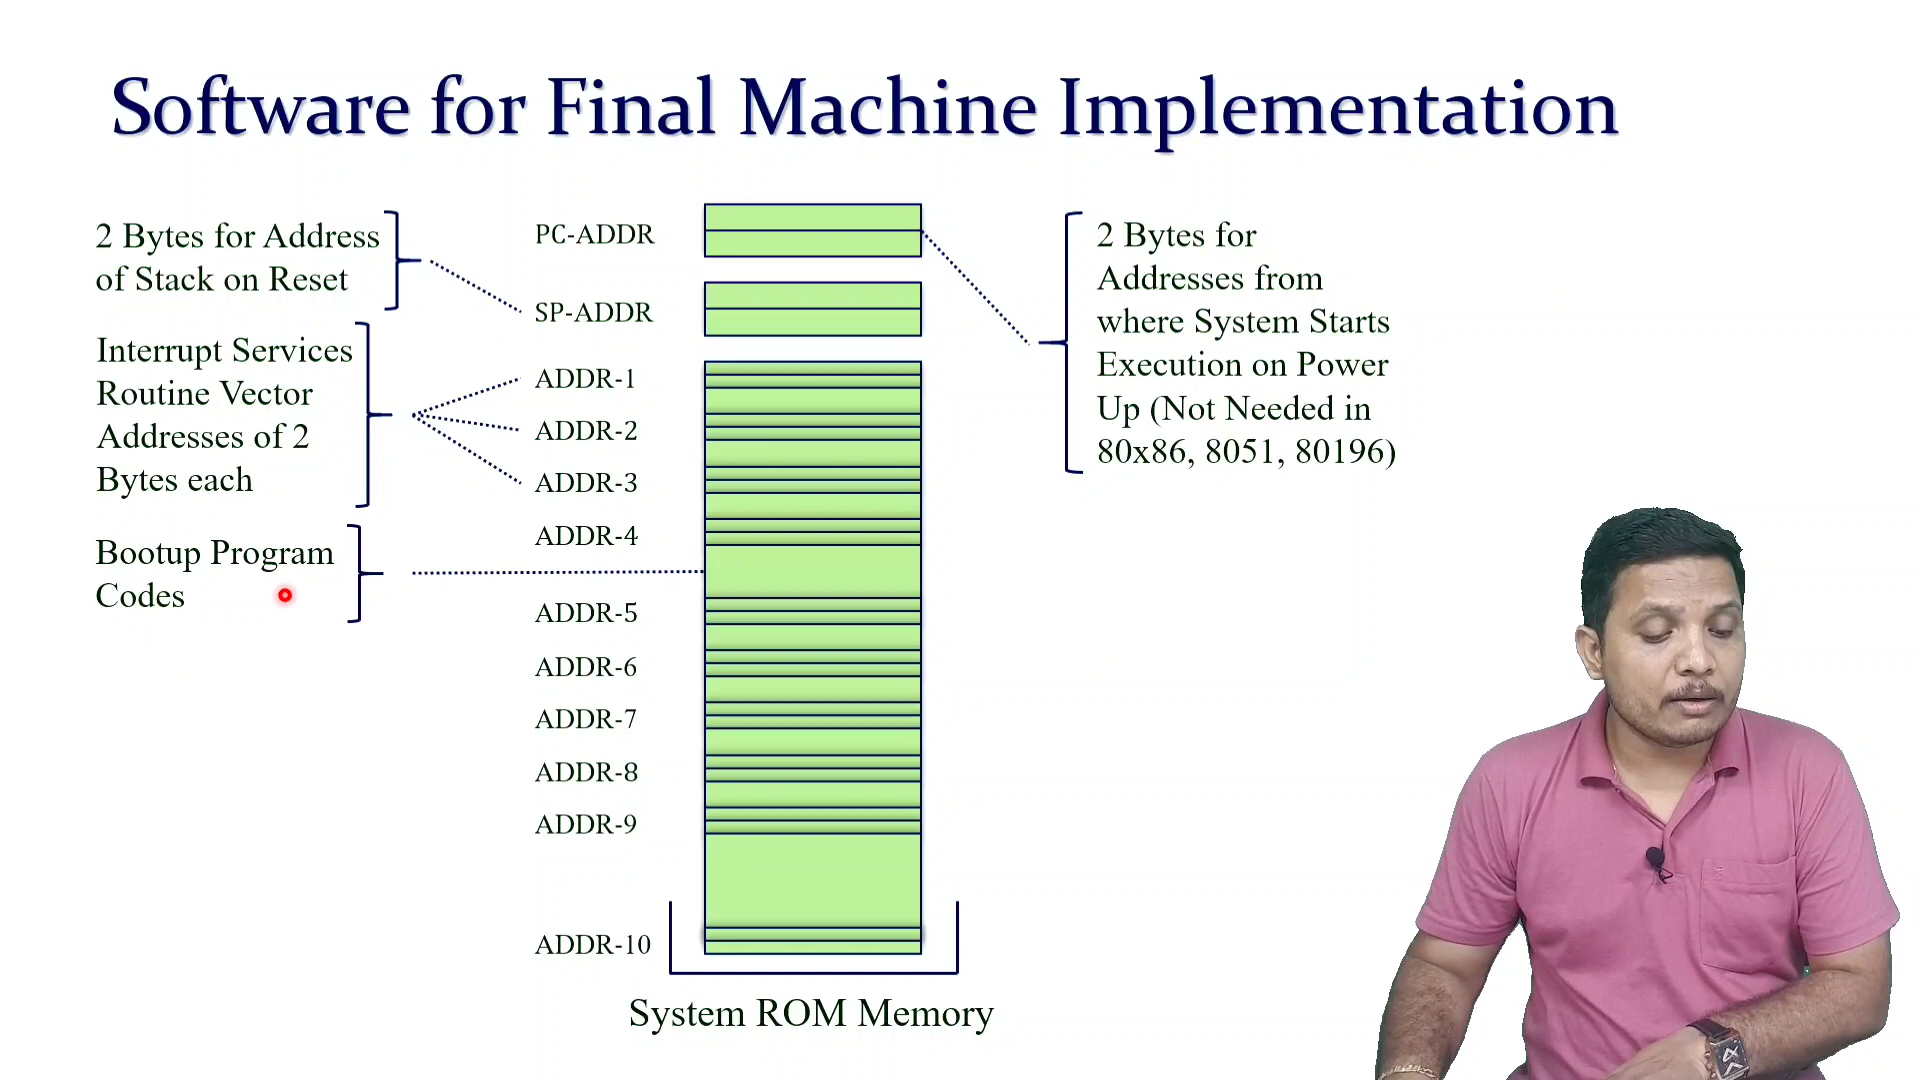 Software for Final Machine Implementation
2 Bytes for Address
of Stack on Reset
Interrupt Services
Routine Vector
Addresses of 2
Bytes each
Bootup Program
Codes
PC-ADDR
SP-ADDR
ADDR-1
ADDR-2
ADDR-3
ADDR-4
ADDR-5
ADDR-6
ADDR-7
ADDR-8
ADDR-9
ADDR-10
System ROM Memory
2 Bytes for
Addresses from
where System Starts
Execution on Power
Up (Not Needed in
80x86, 8051, 80196)